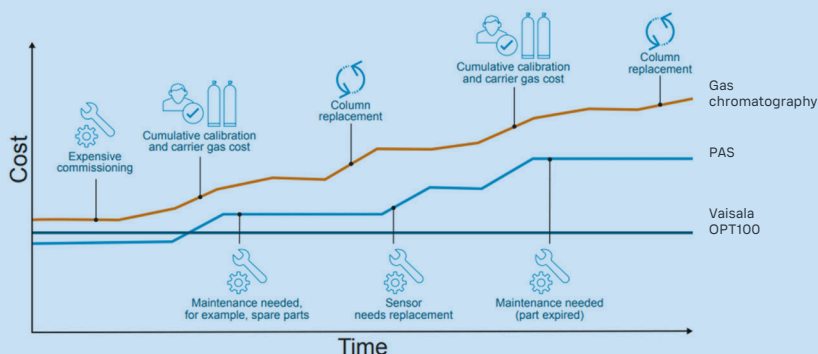 Cost
Expensive
commissioning
Cumulative calibration
and carrier gas cost
Column
replacement
Cumulative calibration
and carrier gas cost
Column
replacement
Gas
chromatography
PAS
Vaisala
OPT100
Maintenance needed,
for example, spare parts
Sensor
needs replacement
Maintenance needed
(part expired)
Time